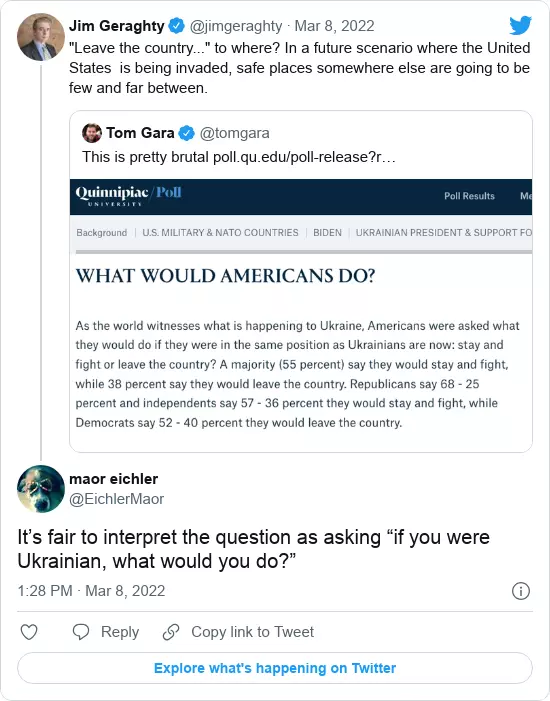 Jim Geraghty @jimgeraghty · Mar 8, 2022
"Leave the country..." to where? In a future scenario where the United
States is being invaded, safe places somewhere else are going to be
few and far between.
Tom Gara @tomgara
This is pretty brutal poll.qu.edu/poll-release?r…
Quinnipiac / Poll
UNIVERSITY
Poll Results
Me
Background | U.S. MILITARY & NATO COUNTRIES | BIDEN | UKRAINIAN PRESIDENT & SUPPORT FO
WHAT WOULD AMERICANS DO?
As the world witnesses what is happening to Ukraine, Americans were asked what
they would do if they were in the same position as Ukrainians are now: stay and
fight or leave the country? A majority (55 percent) say they would stay and fight,
while 38 percent say they would leave the country. Republicans say 68 - 25
percent and independents say 57 - 36 percent they would stay and fight, while
Democrats say 52 - 40 percent they would leave the country.
maor eichler
@EichlerMaor
It’s fair to interpret the question as asking “if you were
Ukrainian, what would you do?”
1:28 PM · Mar 8, 2022
Reply
Copy link to Tweet
Explore what's happening on Twitter